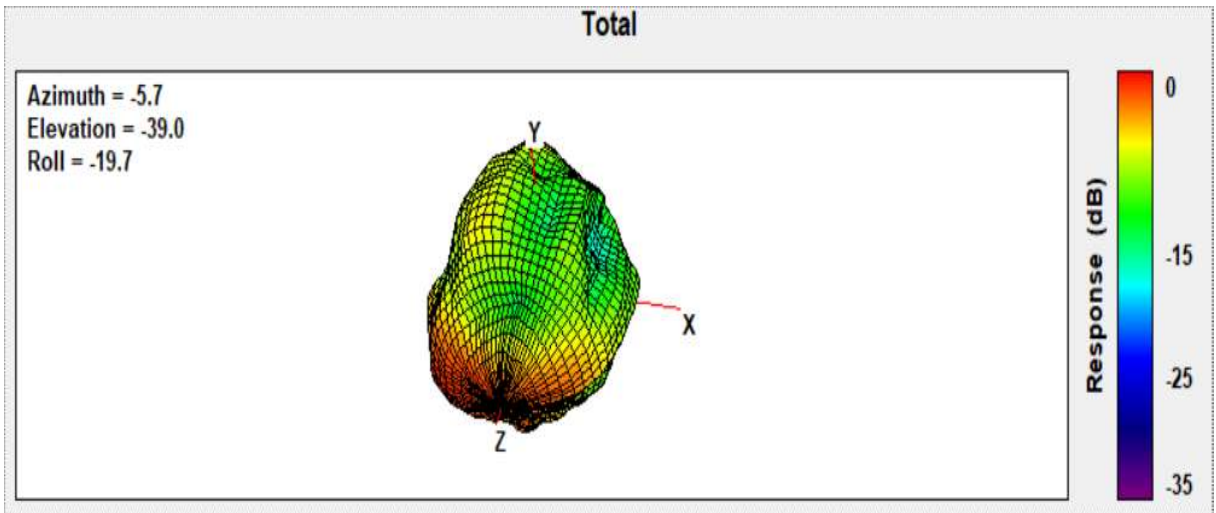 Total
Azimuth = -5.7
Elevation = -39.0
Roll = -19.7
Y
X
Z
0
-15
-25
-35
Response (dB)